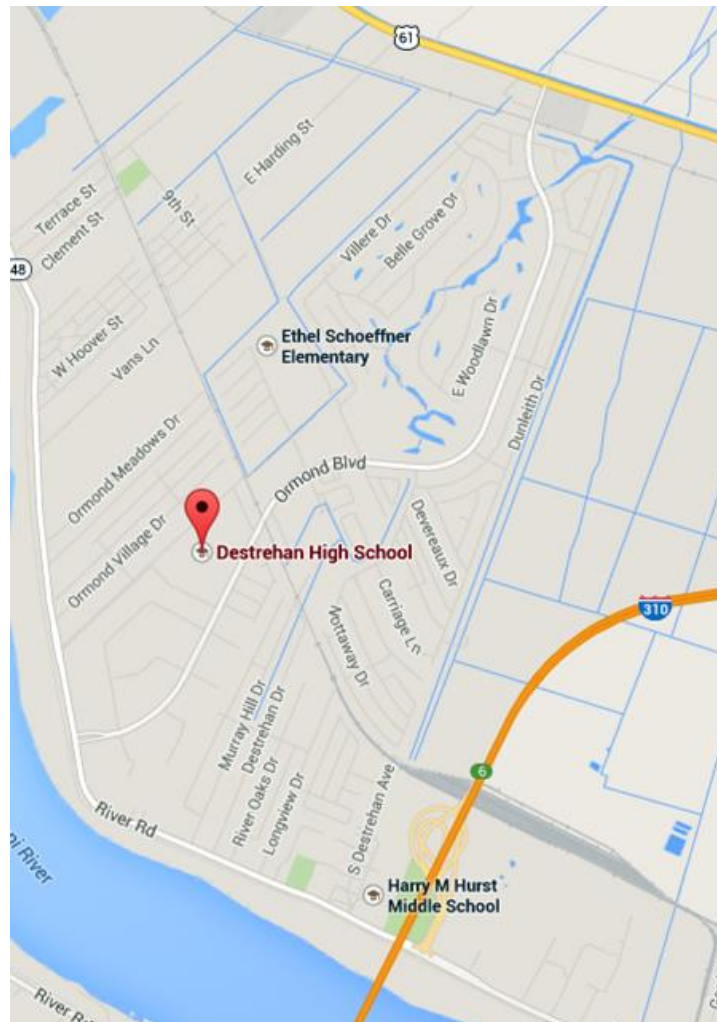 61
E Harding St
Terrace St
9th St
Clement St
Villere Dr
Belle Grove Dr
48
W Hoover St
Vans Ln
Ethel Schoeffner
Elementary
E Woodlawn Dr
Dunleith Dr
Ormond Meadows Dr
Ormond Blvd
Ormond Village Dr
Destrehan High School
Devereaux Dr
Carriage Ln
310
Nottaway Dr
Murray Hill Dr
Destrehan Dr
River Oaks Dr
Longview Dr
6
S Destrehan Ave
River Rd
pi River
Harry M Hurst
Middle School
River R